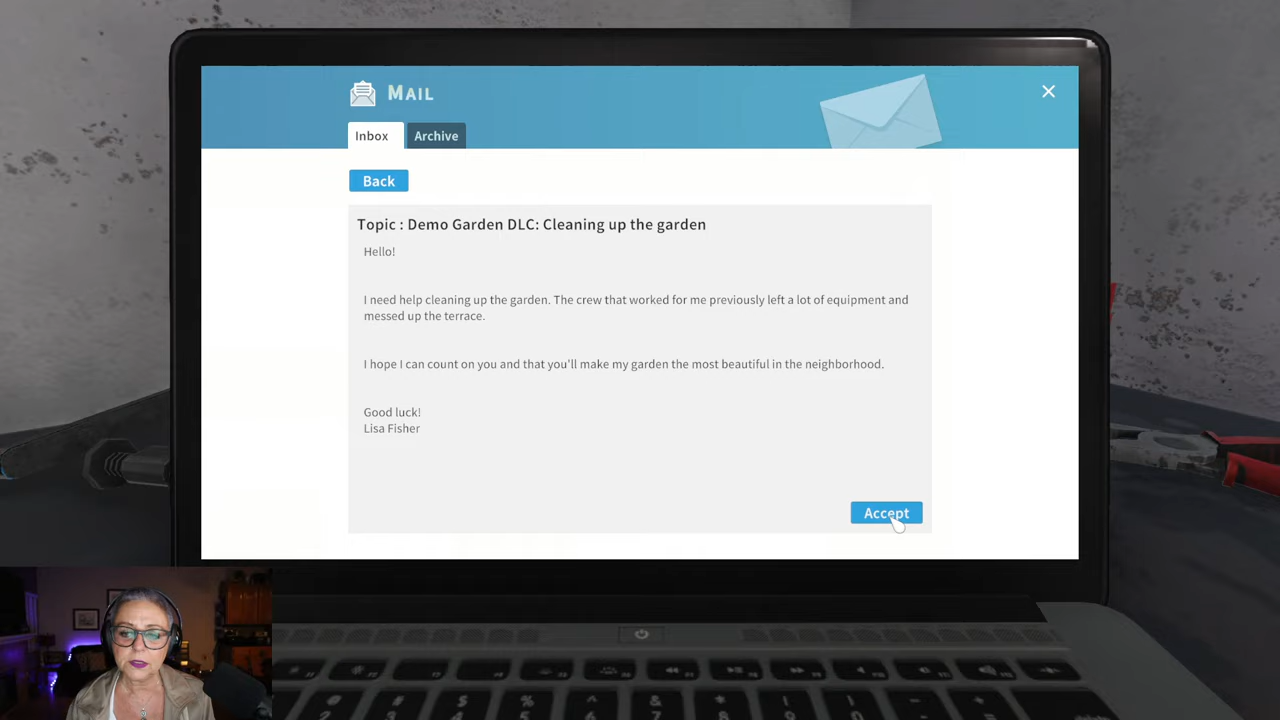 MAIL
Inbox
Archive
Back
Topic : Demo Garden DLC: Cleaning up the garden
Hello!
I need help cleaning up the garden. The crew that worked for me previously left a lot of equipment and
messed up the terrace.
I hope I can count on you and that you'll make my garden the most beautiful in the neighborhood.
Good luck!
Lisa Fisher
Accept